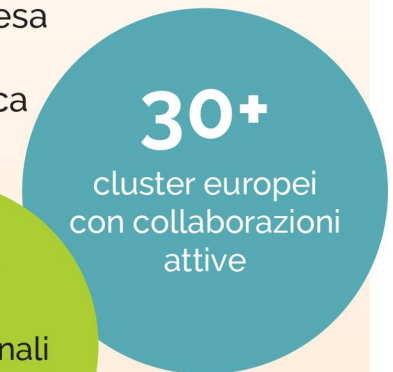 esa
ca
30+
cluster europei
con collaborazioni
attive
nali